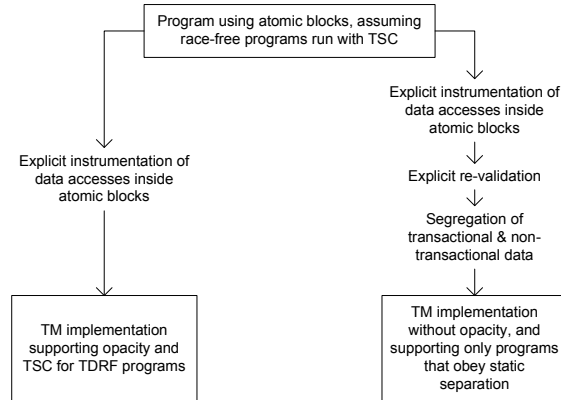 Program using atomic blocks, assuming
race-free programs run with TSC
Explicit instrumentation of
data accesses inside
atomic blocks
TM implementation
supporting opacity and
TSC for TDRF programs
Explicit instrumentation of
data accesses inside
atomic blocks
Explicit re-validation
Segregation of
transactional & non-
transactional data
TM implementation
without opacity, and
supporting only programs
that obey static
separation